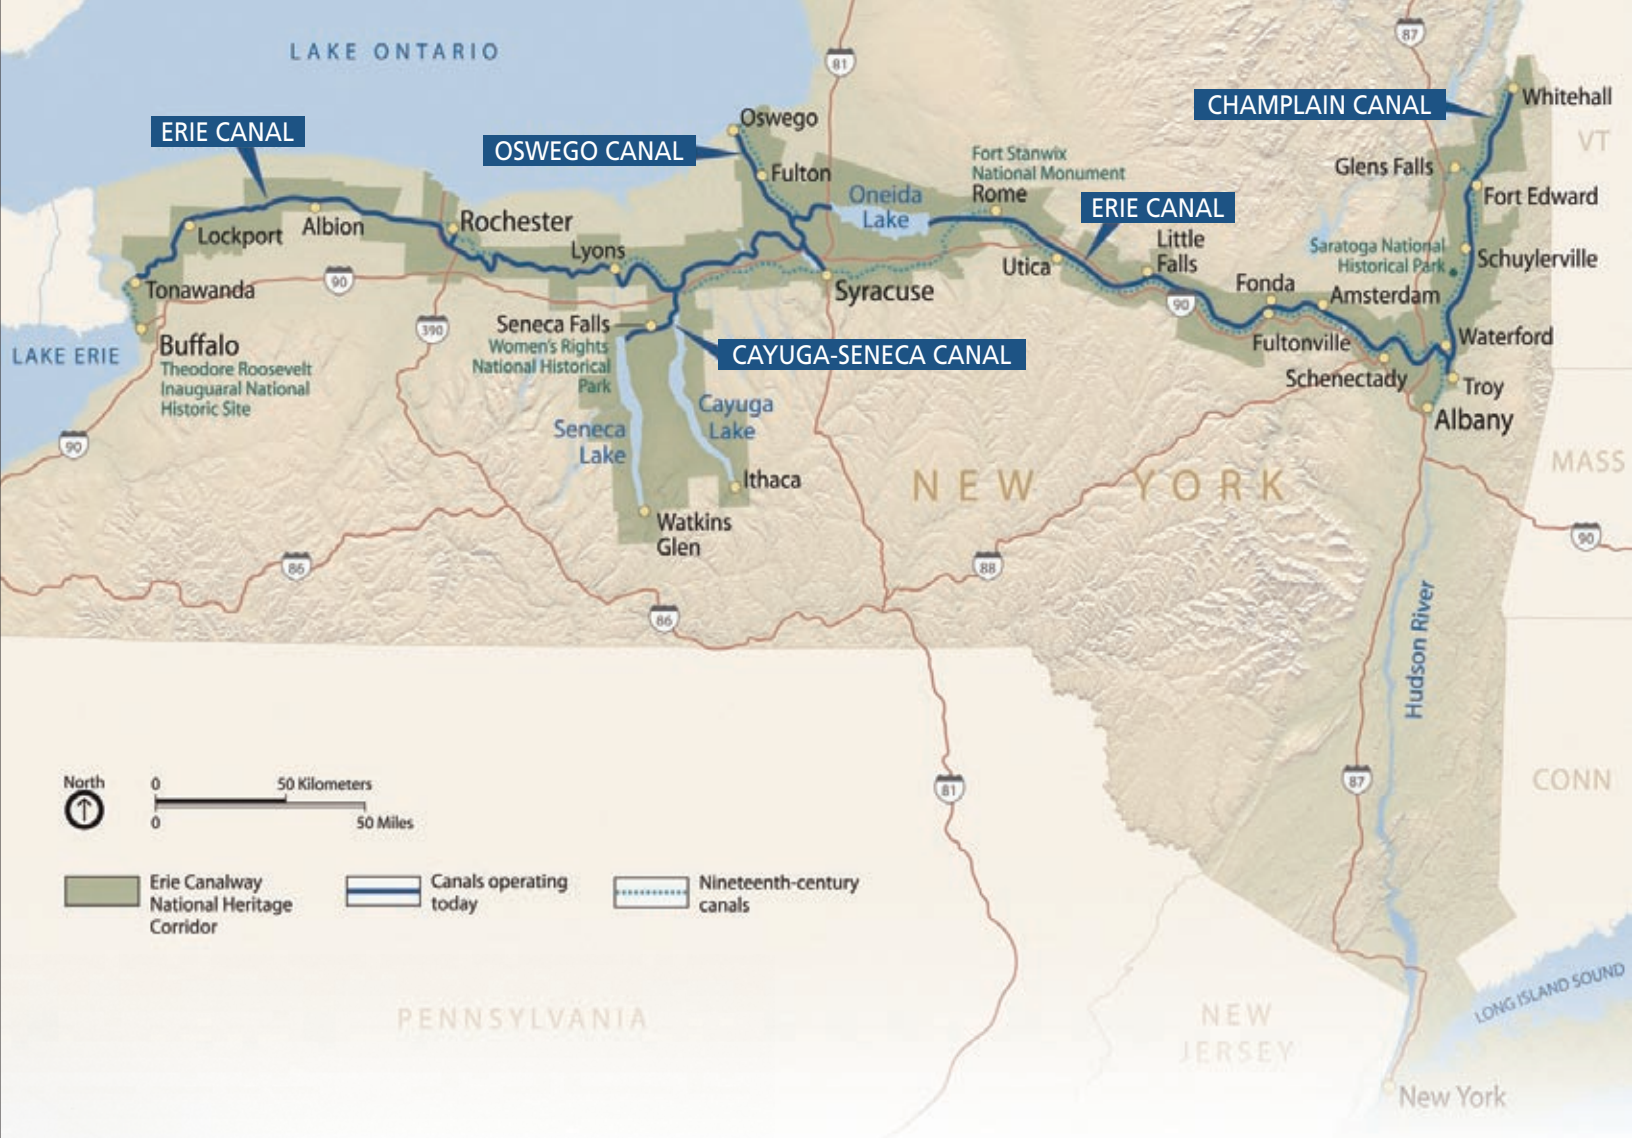 LAKE ONTARIO
81
87
CHAMPLAIN CANAL
Whitehall
VT
ERIE CANAL
OSWEGO CANAL
Oswego
Fulton
Fort Stanwix
National Monument
Rome
Glens Falls
Fort Edward
Oneida
Lake
ERIE CANAL
Lockport
Albion
Rochester
Lyons
Utica
Little
Falls
Saratoga National
Historical Park
Schuylerville
Tonawanda
90
390
Syracuse
90
Fonda
Amsterdam
Buffalo
Theodore Roosevelt
Inauguaral National
Historic Site
LAKE ERIE
Seneca Falls
Women's Rights
National Historical
Park
CAYUGA-SENECA CANAL
Fultonville
Schenectady
Waterford
Troy
Albany
90
Seneca
Lake
Cayuga
Lake
Ithaca
Watkins
Glen
NEW YORK
MASS
90
86
86
88
Hudson River
North
0 50 Kilometers
0 50 Miles
81
87
CONN
Erie Canalway
National Heritage
Corridor
Canals operating
today
Nineteenth-century
canals
PENNSYLVANIA
NEW
JERSEY
LONG ISLAND SOUND
New York